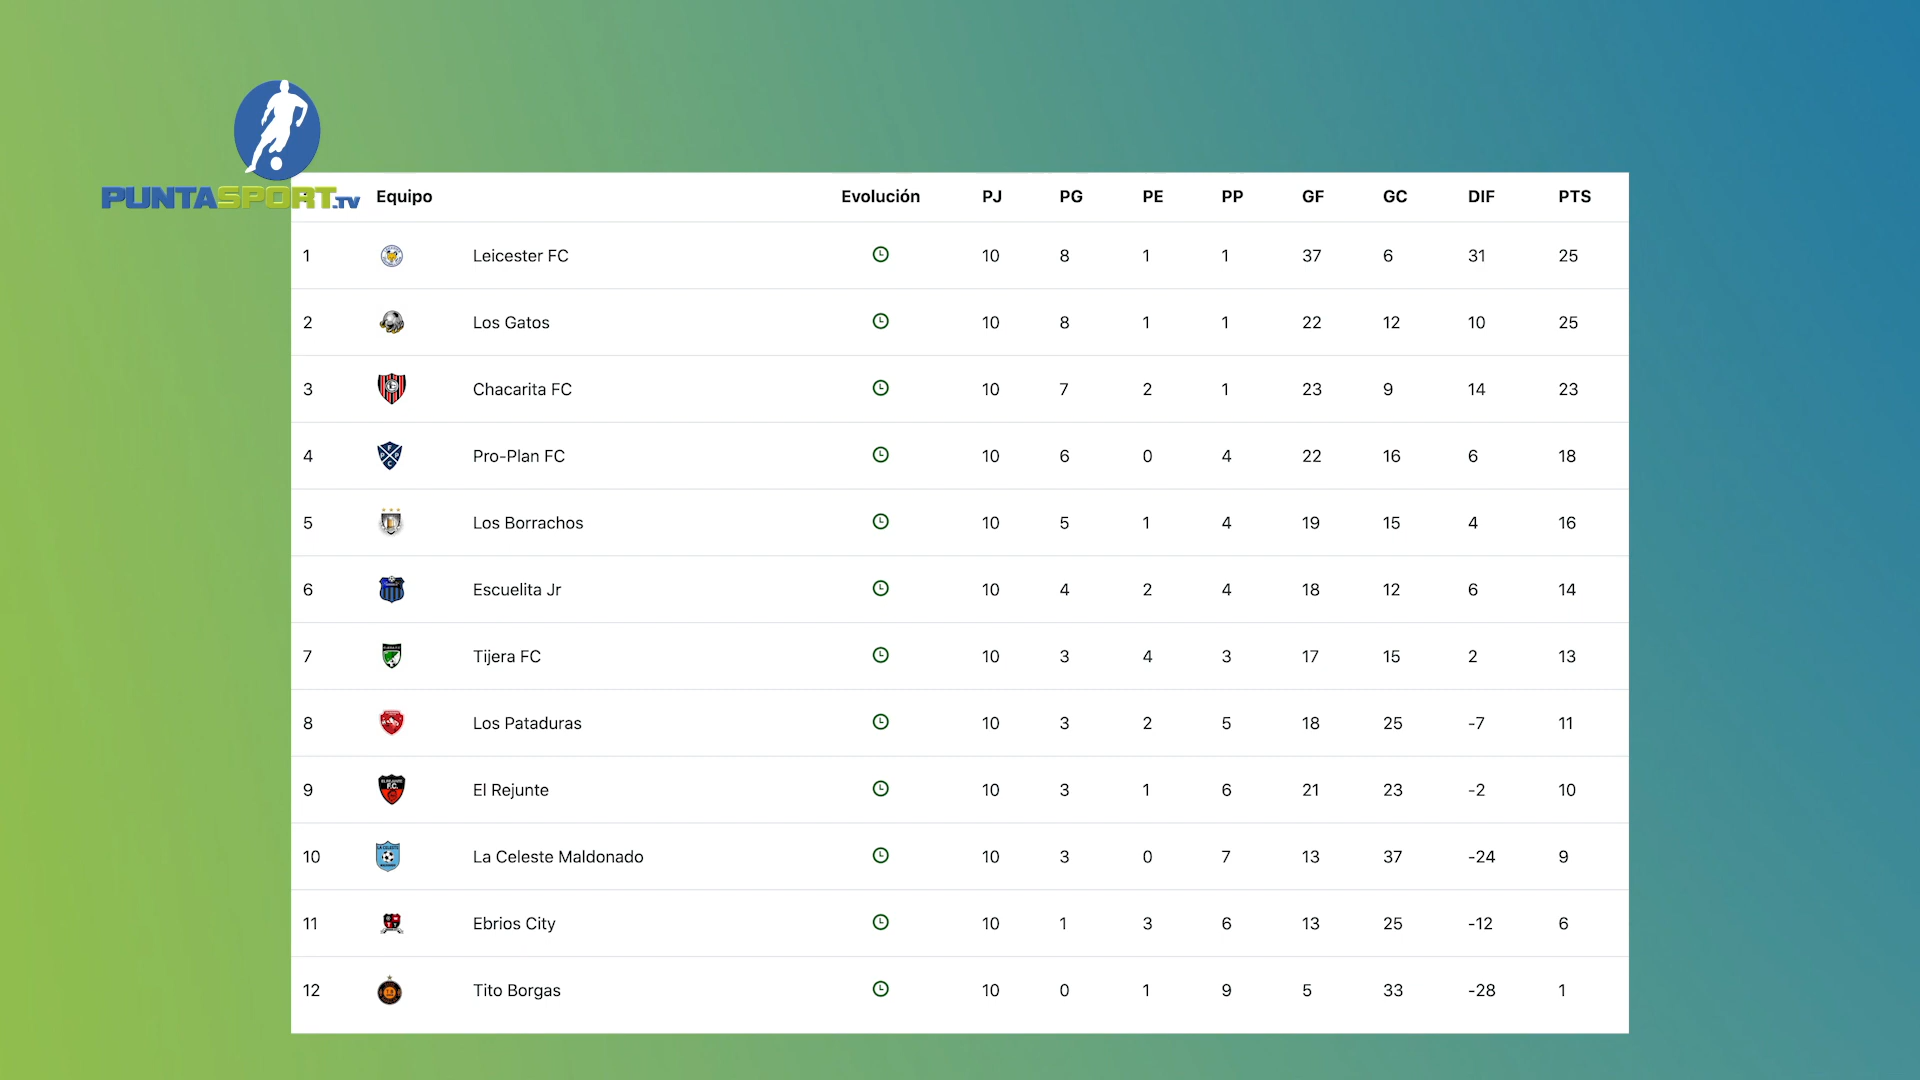 PUNTASPORT.TV
Equipo Evolución PJ PG PE PP GF GC DIF PTS
1 Leicester FC 10 8 1 1 37 6 31 25
2 Los Gatos 10 8 1 1 22 12 10 25
3 Chacarita FC 10 7 2 1 23 9 14 23
4 Pro-Plan FC 10 6 0 4 22 16 6 18
5 Los Borrachos 10 5 1 4 19 15 4 16
6 Escuelita Jr 10 4 2 4 18 12 6 14
7 Tijera FC 10 3 4 3 17 15 2 13
8 Los Pataduras 10 3 2 5 18 25 -7 11
9 El Rejunte 10 3 1 6 21 23 -2 10
10 La Celeste Maldonado 10 3 0 7 13 37 -24 9
11 Ebrios City 10 1 3 6 13 25 -12 6
12 Tito Borgas 10 0 1 9 5 33 -28 1